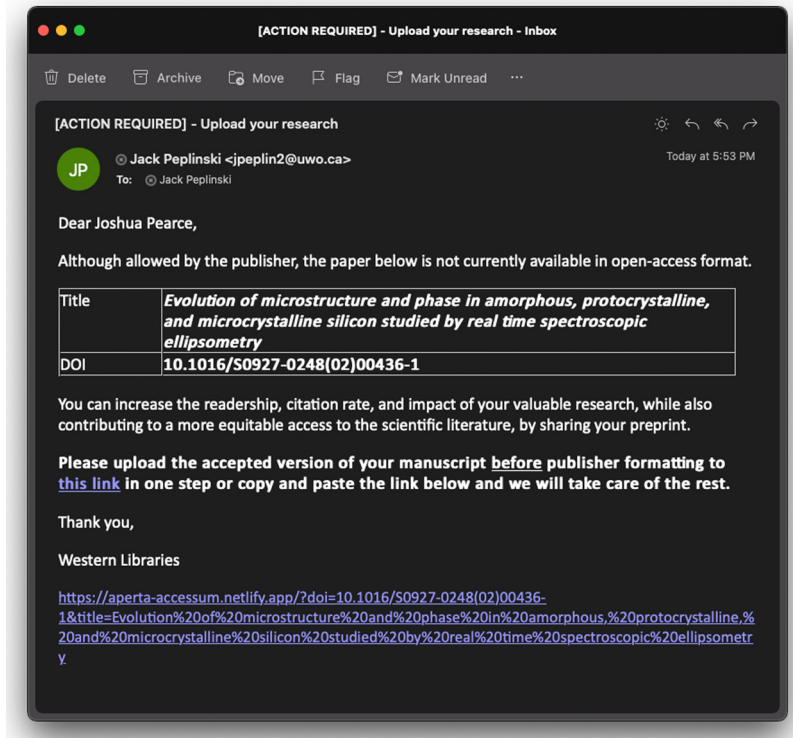 [ACTION REQUIRED] - Upload your research - Inbox
Delete Archive Move Flag Mark Unread ...
[ACTION REQUIRED] - Upload your research
JP
Jack Peplinski <jpeplin2@uwo.ca>
Today at 5:53 PM
To: Jack Peplinski
Dear Joshua Pearce,
Although allowed by the publisher, the paper below is not currently available in open-access format.
Title Evolution of microstructure and phase in amorphous, protocrystalline,
and microcrystalline silicon studied by real time spectroscopic
ellipsometry
DOI 10.1016/S0927-0248(02)00436-1
You can increase the readership, citation rate, and impact of your valuable research, while also
contributing to a more equitable access to the scientific literature, by sharing your preprint.
Please upload the accepted version of your manuscript before publisher formatting to
this link in one step or copy and paste the link below and we will take care of the rest.
Thank you,
Western Libraries
https://aperta-accessum.netlify.app/?doi=10.1016/S0927-0248(02)00436-
1&title=Evolution%20of%20microstructure%20and%20phase%20in%20amorphous,%20protocrystalline,%
20and%20microcrystalline%20silicon%20studied%20by%20real%20time%20spectroscopic%20ellipsometr
y